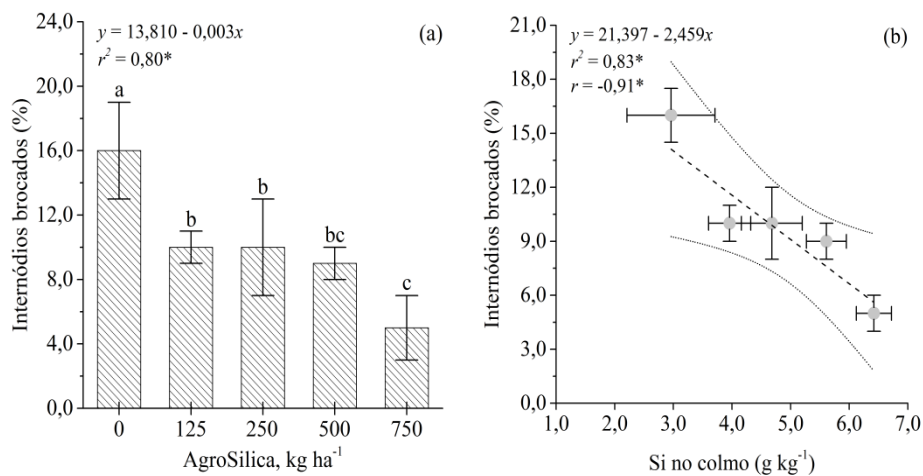 y = 13,810 - 0,003x
r² = 0,80*
(a)
Internódios brocados (%)
24,0
20,0
16,0
12,0
8,0
4,0
0,0
a
b
b
bc
c
0 125 250 500 750
AgroSilica, kg ha⁻¹
y = 21,397 - 2,459x
r² = 0,83*
r = -0,91*
(b)
Internódios brocados (%)
21,0
18,0
15,0
12,0
9,0
6,0
3,0
0,0
1,0 2,0 3,0 4,0 5,0 6,0 7,0
Si no colmo (g kg⁻¹)